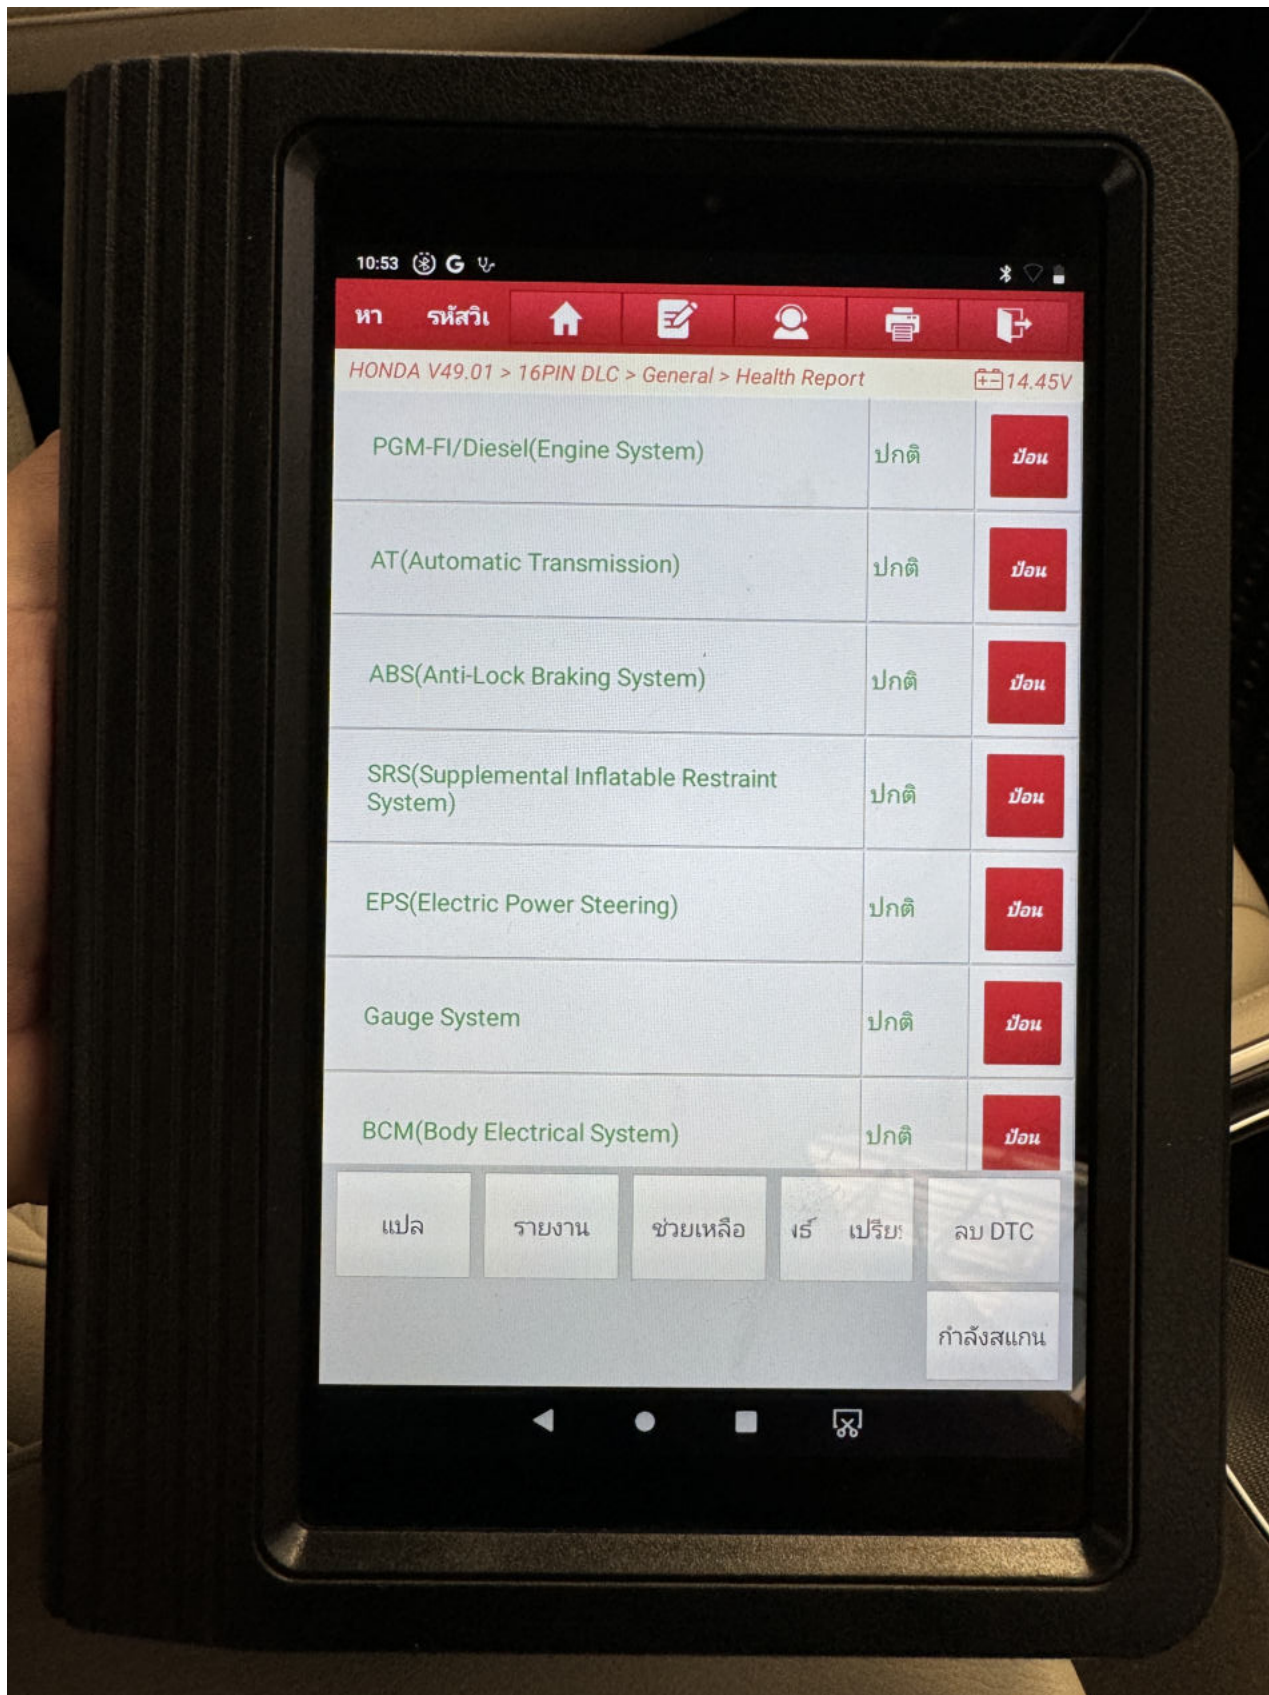 10:53
หา รหัสวิเ
HONDA V49.01 > 16PIN DLC > General > Health Report 14.45V
PGM-FI/Diesel(Engine System) ปกติ ป้อน
AT(Automatic Transmission) ปกติ ป้อน
ABS(Anti-Lock Braking System) ปกติ ป้อน
SRS(Supplemental Inflatable Restraint
System) ปกติ ป้อน
EPS(Electric Power Steering) ปกติ ป้อน
Gauge System ปกติ ป้อน
BCM(Body Electrical System) ปกติ ป้อน
แปล รายงาน ช่วยเหลือ เปรีย ลบ DTC
กำลังสแกน